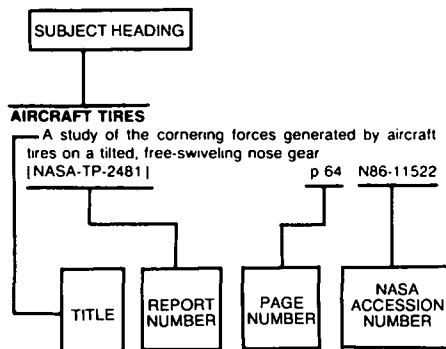 SUBJECT HEADING
AIRCRAFT TIRES
A study of the cornering forces generated by aircraft
tires on a tilted, free-swiveling nose gear
[NASA-TP-2481] p 64 N86-11522
TITLE
REPORT
NUMBER
PAGE
NUMBER
NASA
ACCESSION
NUMBER